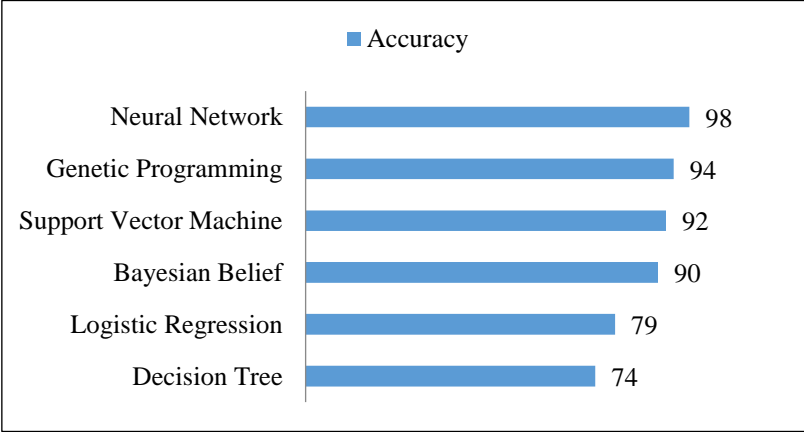 Accuracy
Neural Network 98
Genetic Programming 94
Support Vector Machine 92
Bayesian Belief 90
Logistic Regression 79
Decision Tree 74